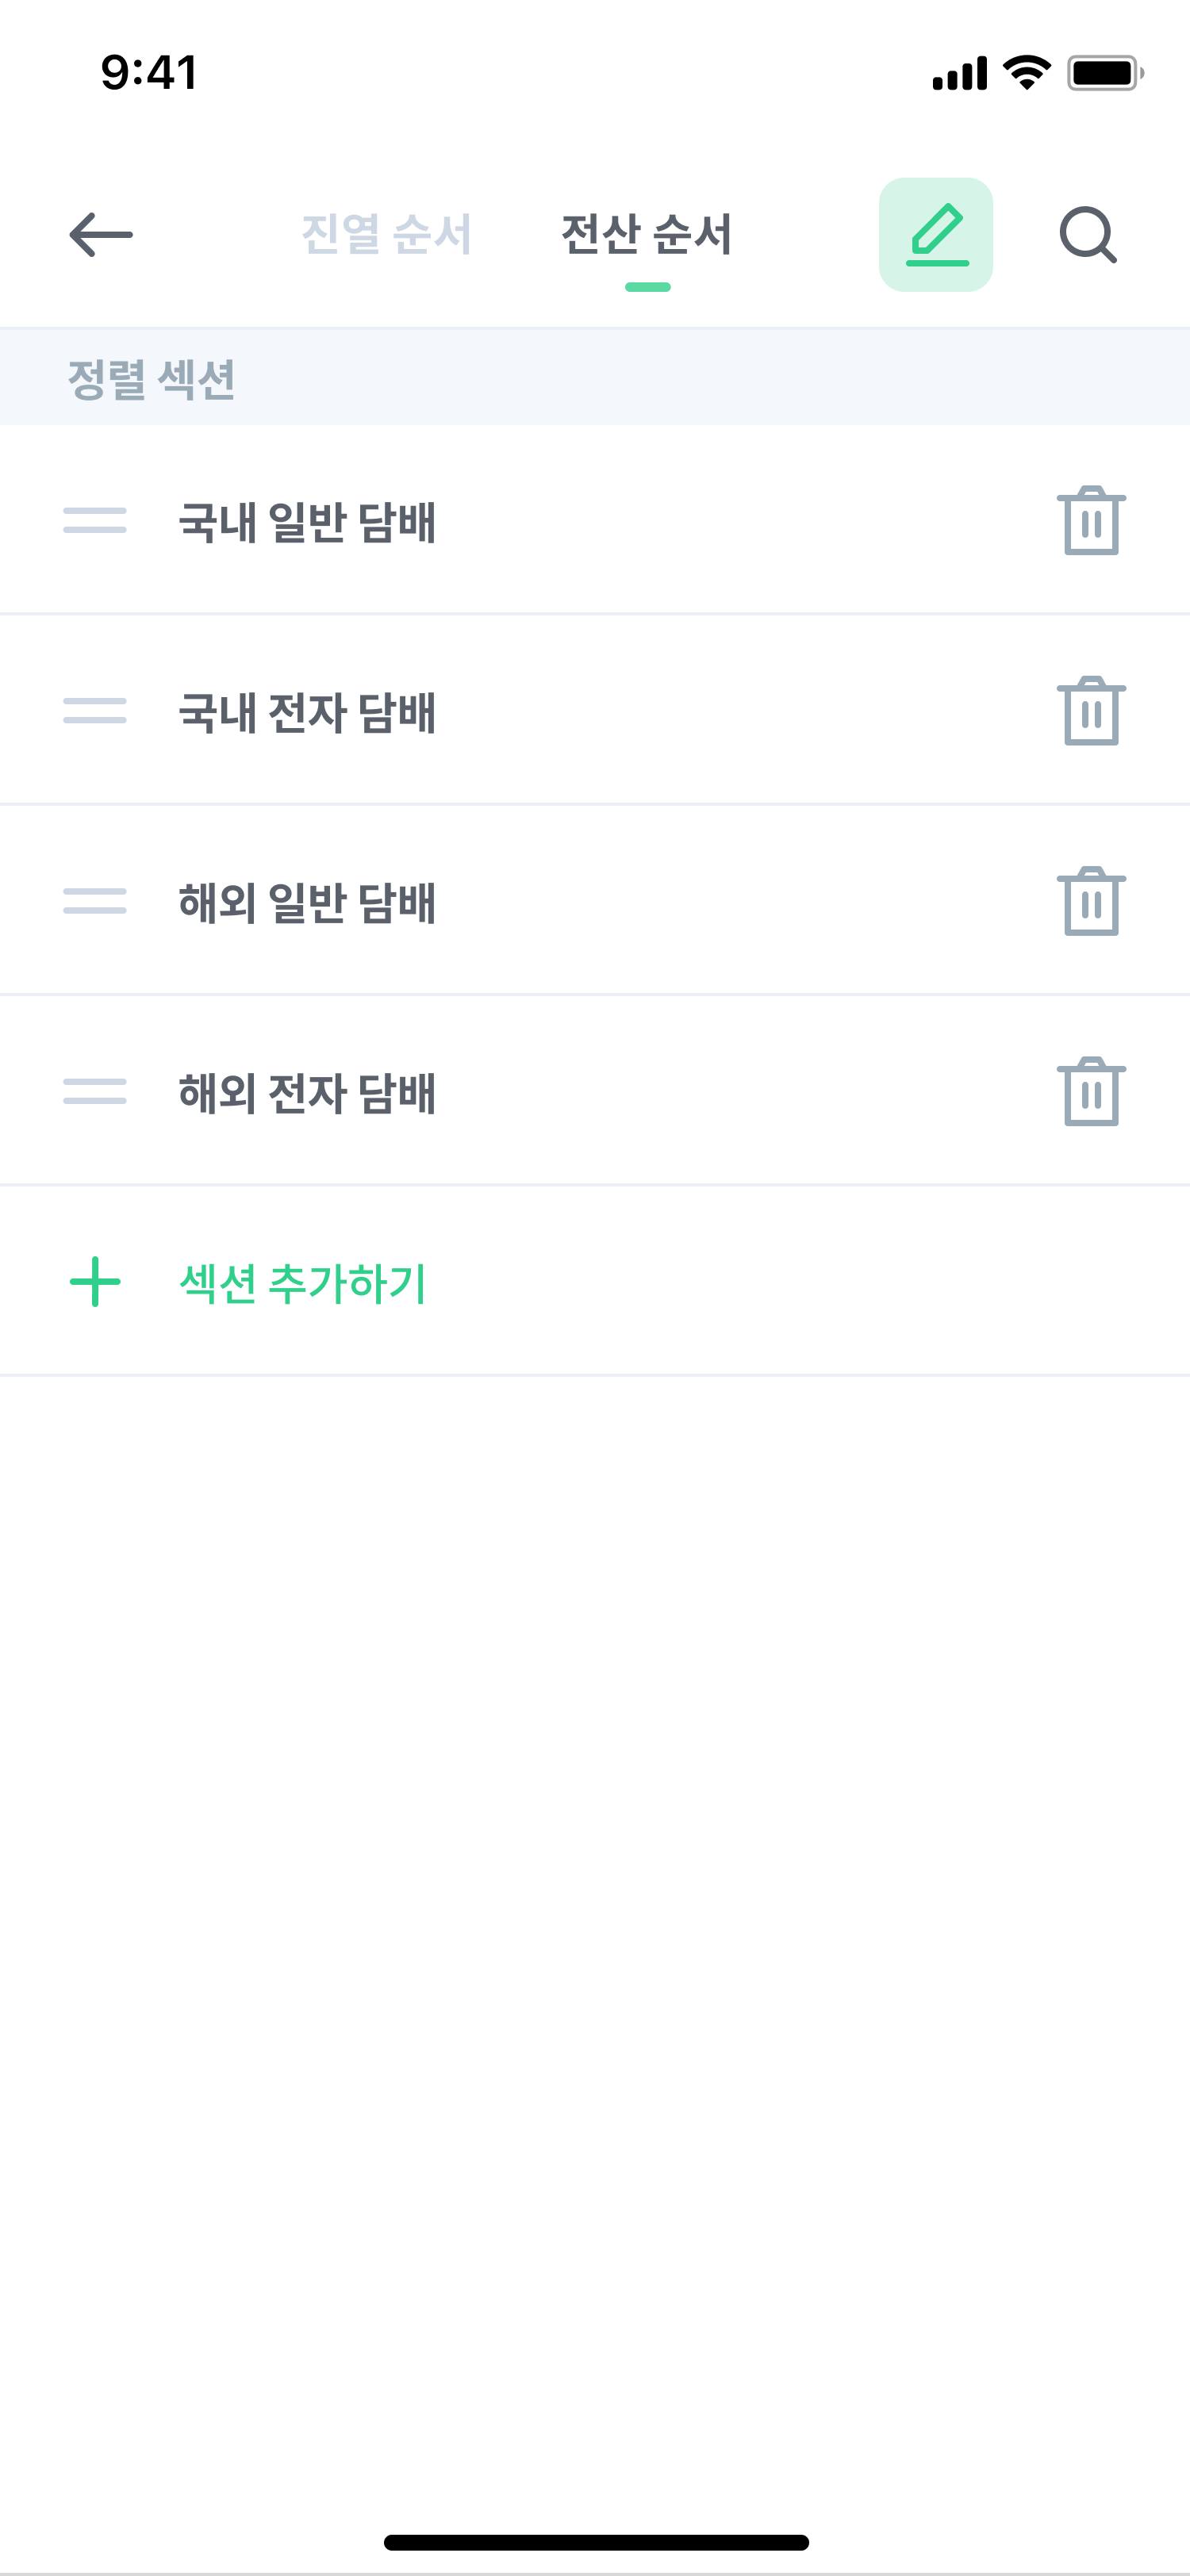 9:41
진열 순서 전산 순서
정렬 섹션
국내 일반 담배
국내 전자 담배
해외 일반 담배
해외 전자 담배
섹션 추가하기